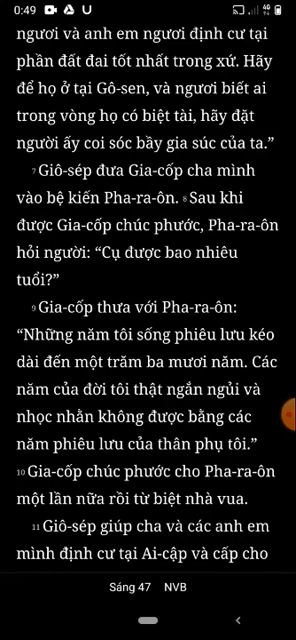 0:49
4G
ngươi và anh em ngươi định cư tại
phần đất đai tốt nhất trong xứ. Hãy
để họ ở tại Gô-sen, và ngươi biết ai
trong vòng họ có biệt tài, hãy đặt
người ấy coi sóc bầy gia súc của ta.”
7 Giô-sép đưa Gia-cốp cha mình
vào bệ kiến Pha-ra-ôn. 8 Sau khi
được Gia-cốp chúc phước, Pha-ra-ôn
hỏi người: “Cụ được bao nhiêu
tuổi?”
9 Gia-cốp thưa với Pha-ra-ôn:
“Những năm tôi sống phiêu lưu kéo
dài đến một trăm ba mươi năm. Các
năm của đời tôi thật ngắn ngủi và
nhọc nhằn không được bằng các
năm phiêu lưu của thân phụ tôi.”
10 Gia-cốp chúc phước cho Pha-ra-ôn
một lần nữa rồi từ biệt nhà vua.
11 Giô-sép giúp cha và các anh em
mình định cư tại Ai-cập và cấp cho
Sáng 47 NVB